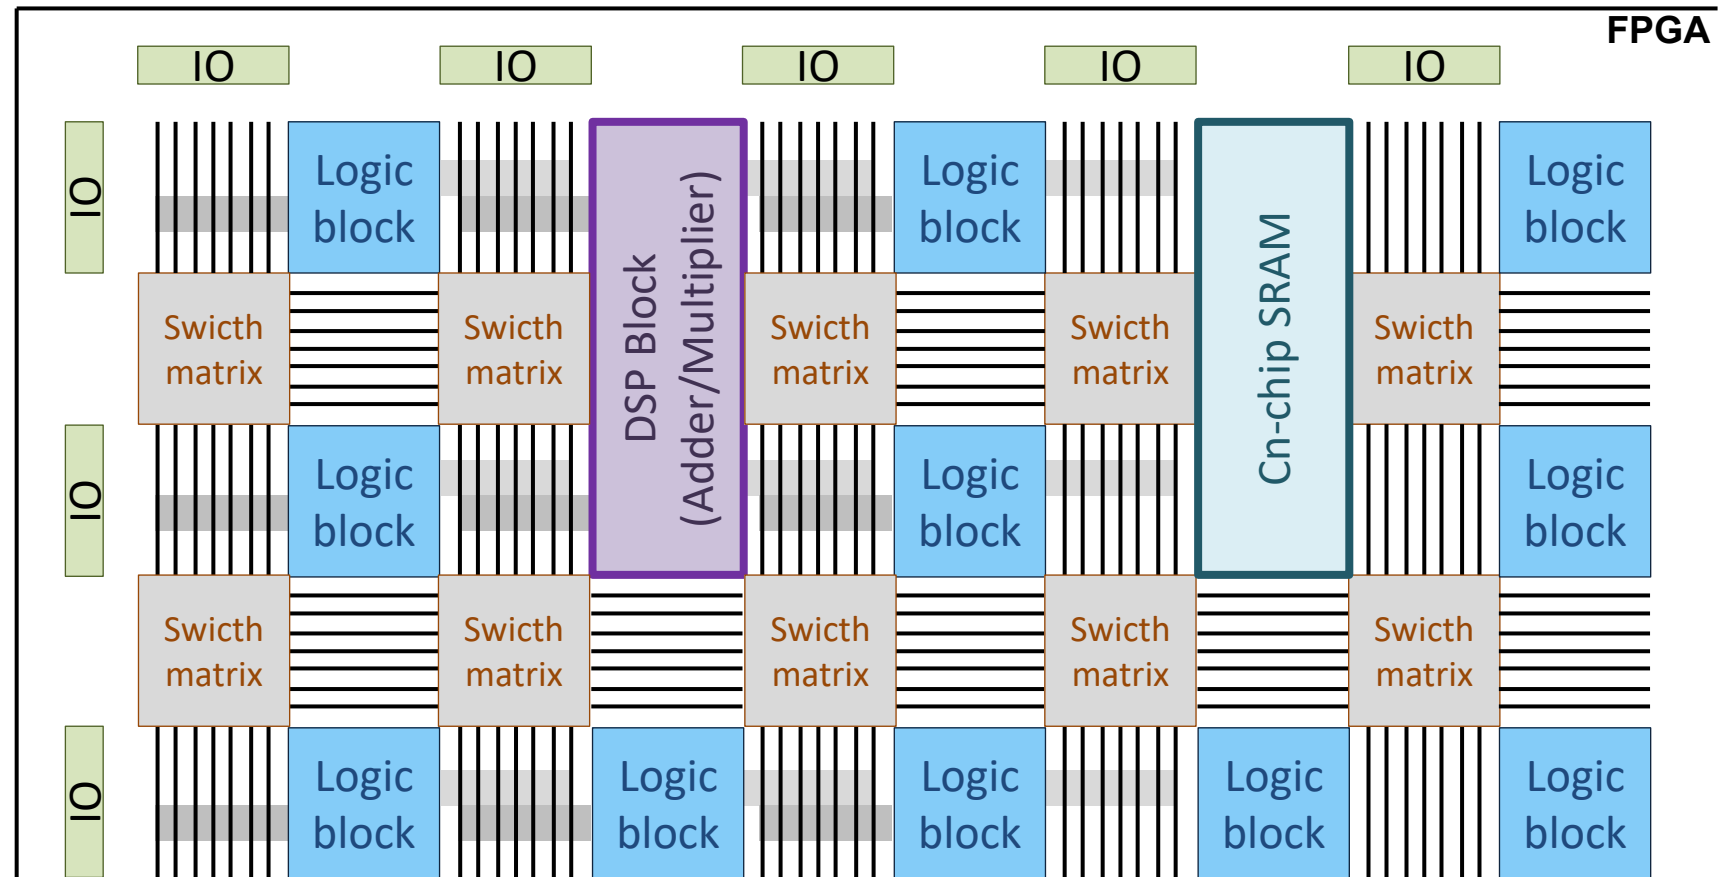 FPGA
IO
IO
IO
IO
IO
IO
Logic
block
DSP Block
(Adder/Multiplier)
Logic
block
Cn-chip SRAM
Logic
block
Swicth
matrix
Swicth
matrix
Swicth
matrix
Swicth
matrix
Swicth
matrix
IO
Logic
block
Logic
block
Logic
block
Swicth
matrix
Swicth
matrix
Swicth
matrix
Swicth
matrix
Swicth
matrix
IO
Logic
block
Logic
block
Logic
block
Logic
block
Logic
block